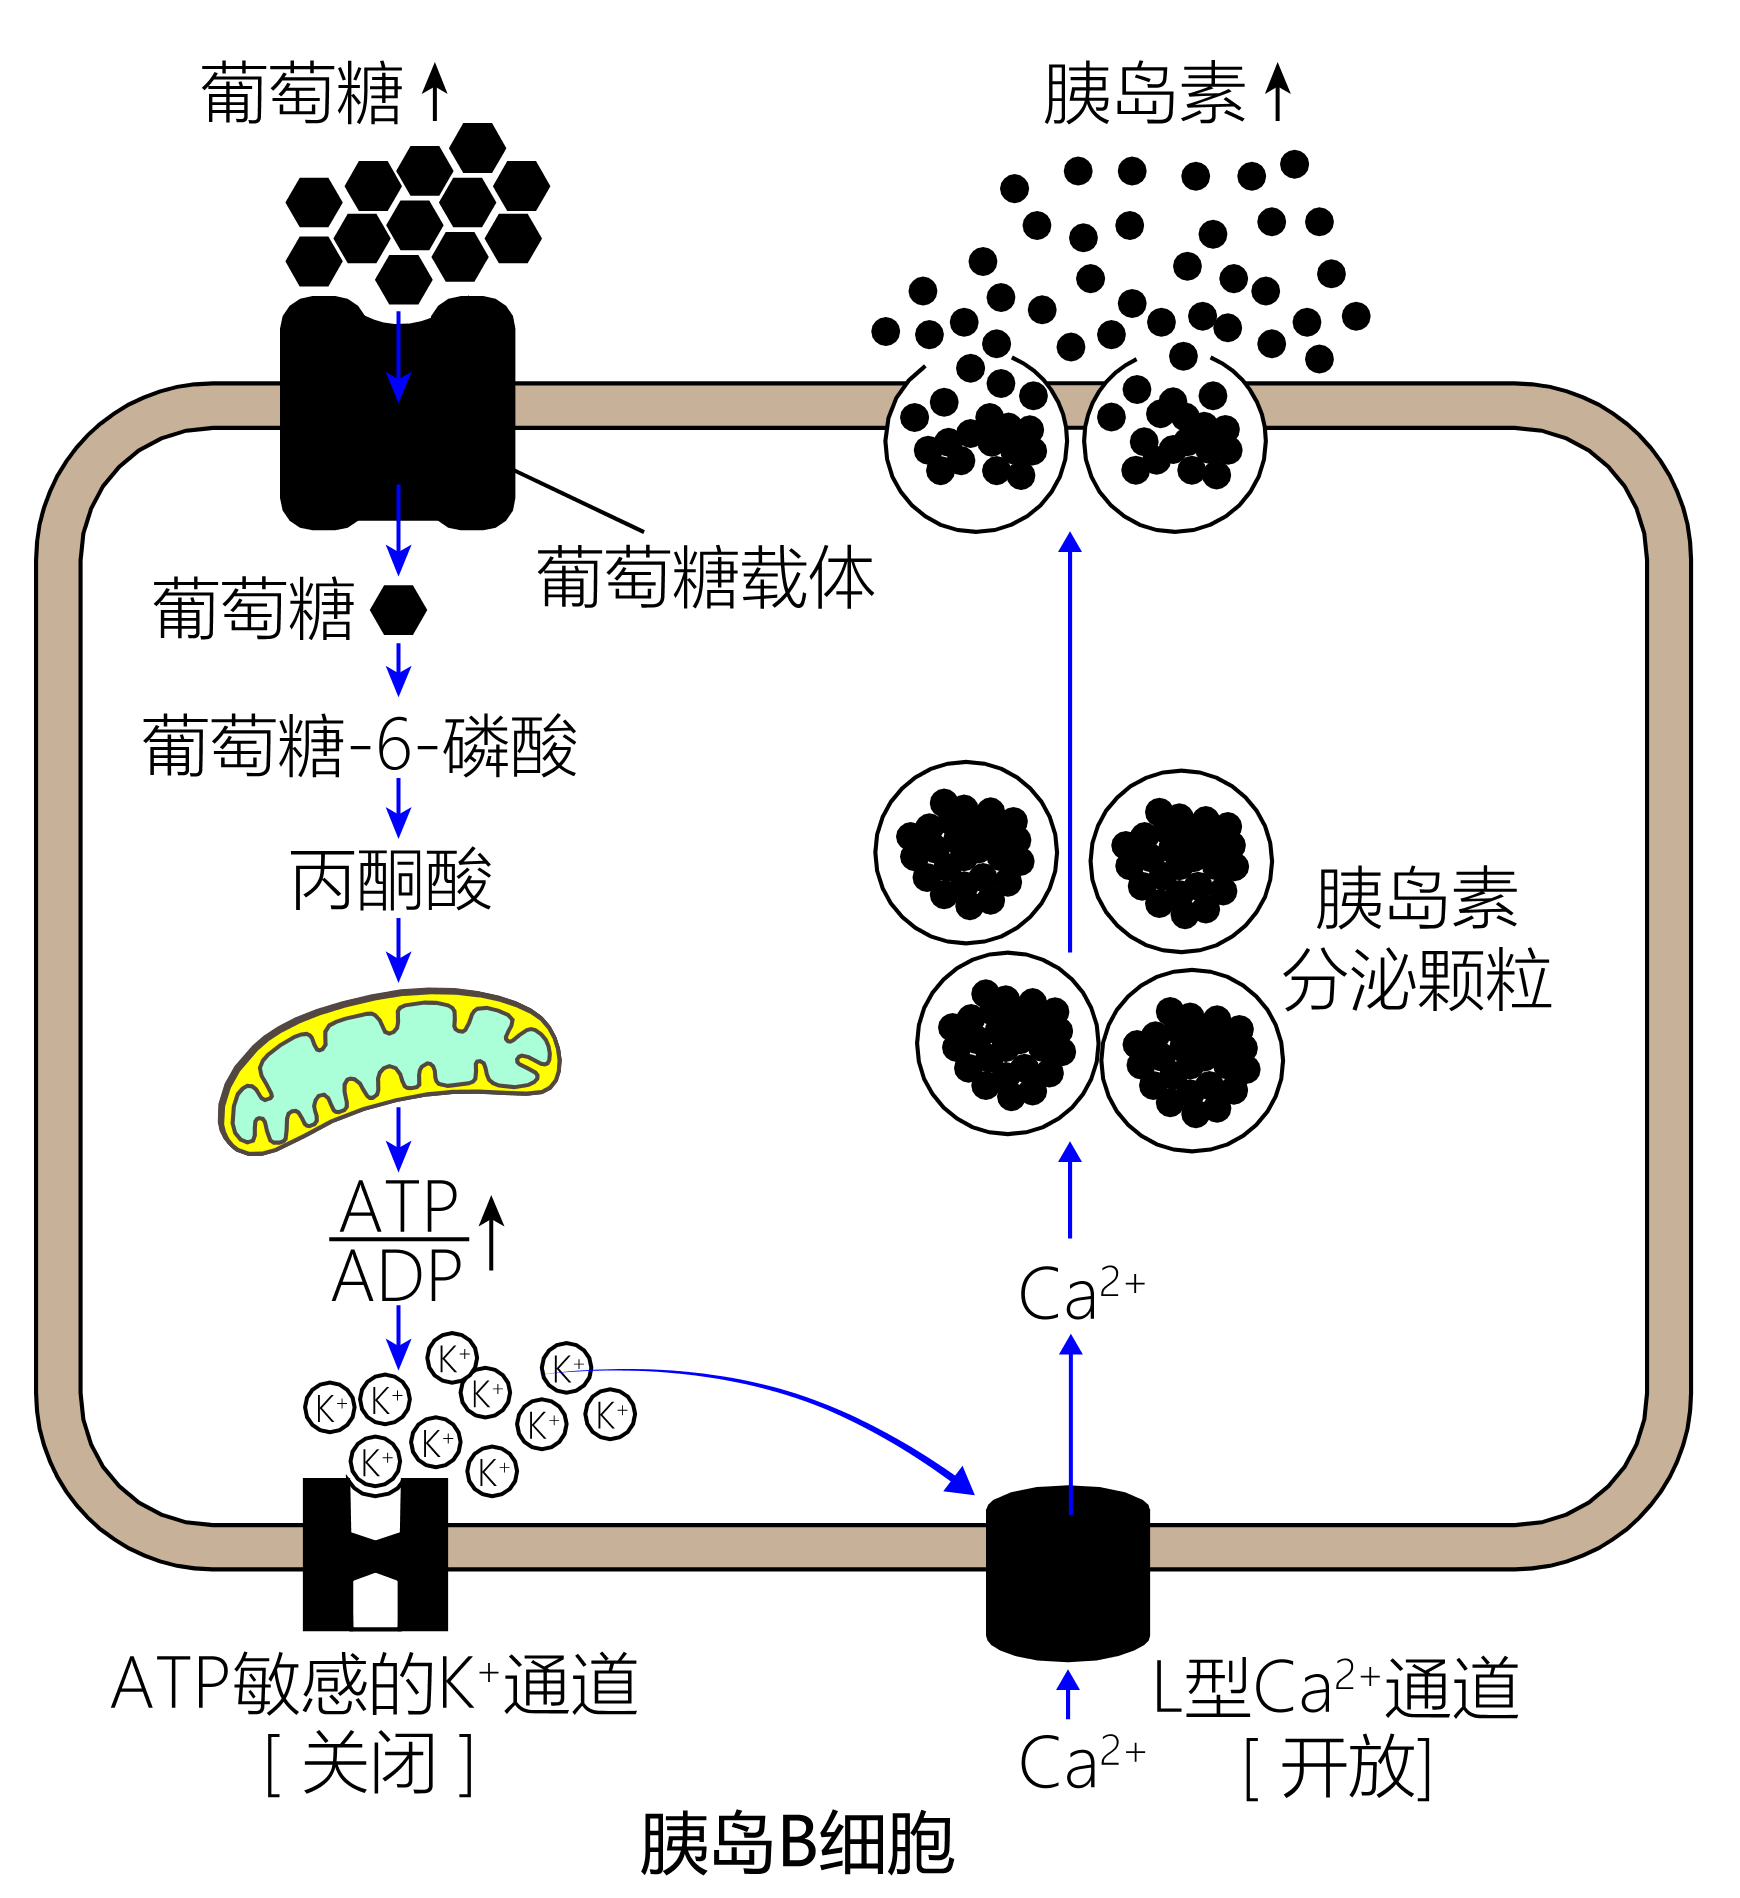 葡萄糖↑
胰岛素↑
葡萄糖载体
葡萄糖
葡萄糖-6-磷酸
丙酮酸
胰岛素
分泌颗粒
ATP
ADP
↑
Ca²⁺
K⁺
K⁺
K⁺
K⁺
K⁺
K⁺
K⁺
K⁺
K⁺
K⁺
ATP敏感的K⁺通道
[ 关闭 ]
L型Ca²⁺通道
[ 开放]
Ca²⁺
胰岛B细胞